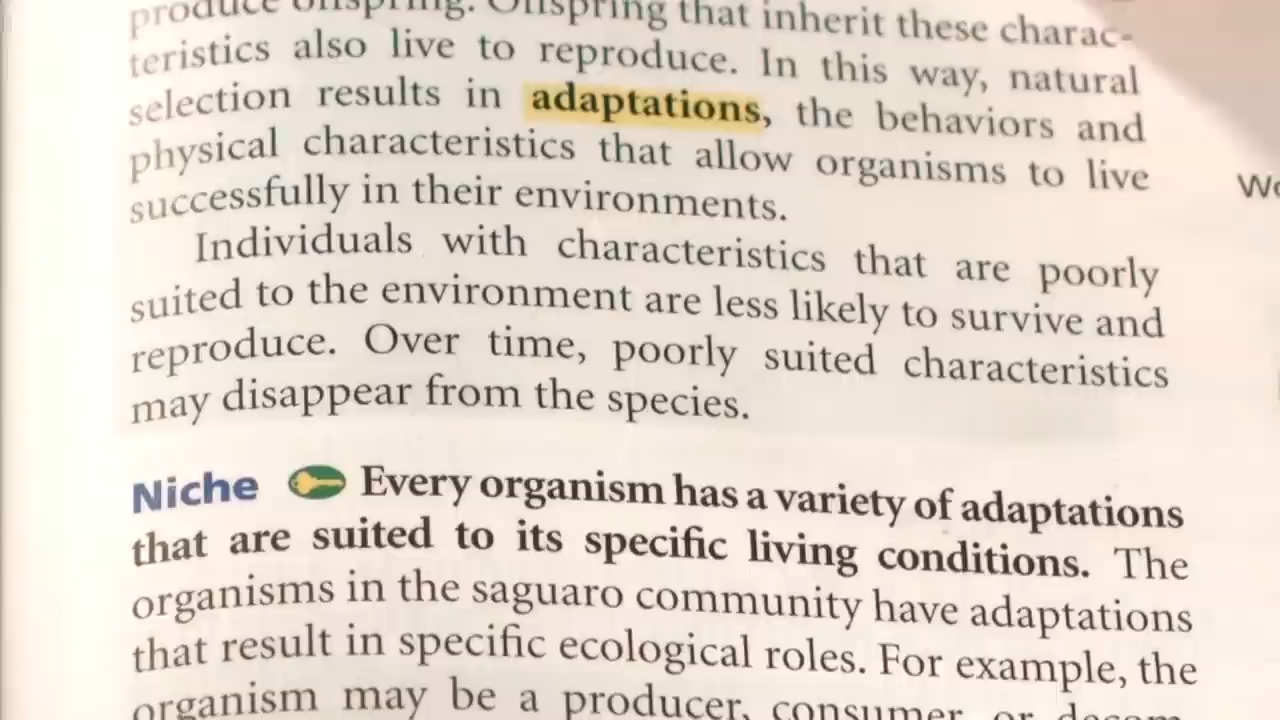 produce offspring. Offspring that inherit these charac-
teristics also live to reproduce. In this way, natural
selection results in adaptations, the behaviors and
physical characteristics that allow organisms to live
successfully in their environments.
Individuals with characteristics that are poorly
suited to the environment are less likely to survive and
reproduce. Over time, poorly suited characteristics
may disappear from the species.
Niche Every organism has a variety of adaptations
that are suited to its specific living conditions. The
organisms in the saguaro community have adaptations
that result in specific ecological roles. For example, the
organism may be a producer, consumer, or decom-